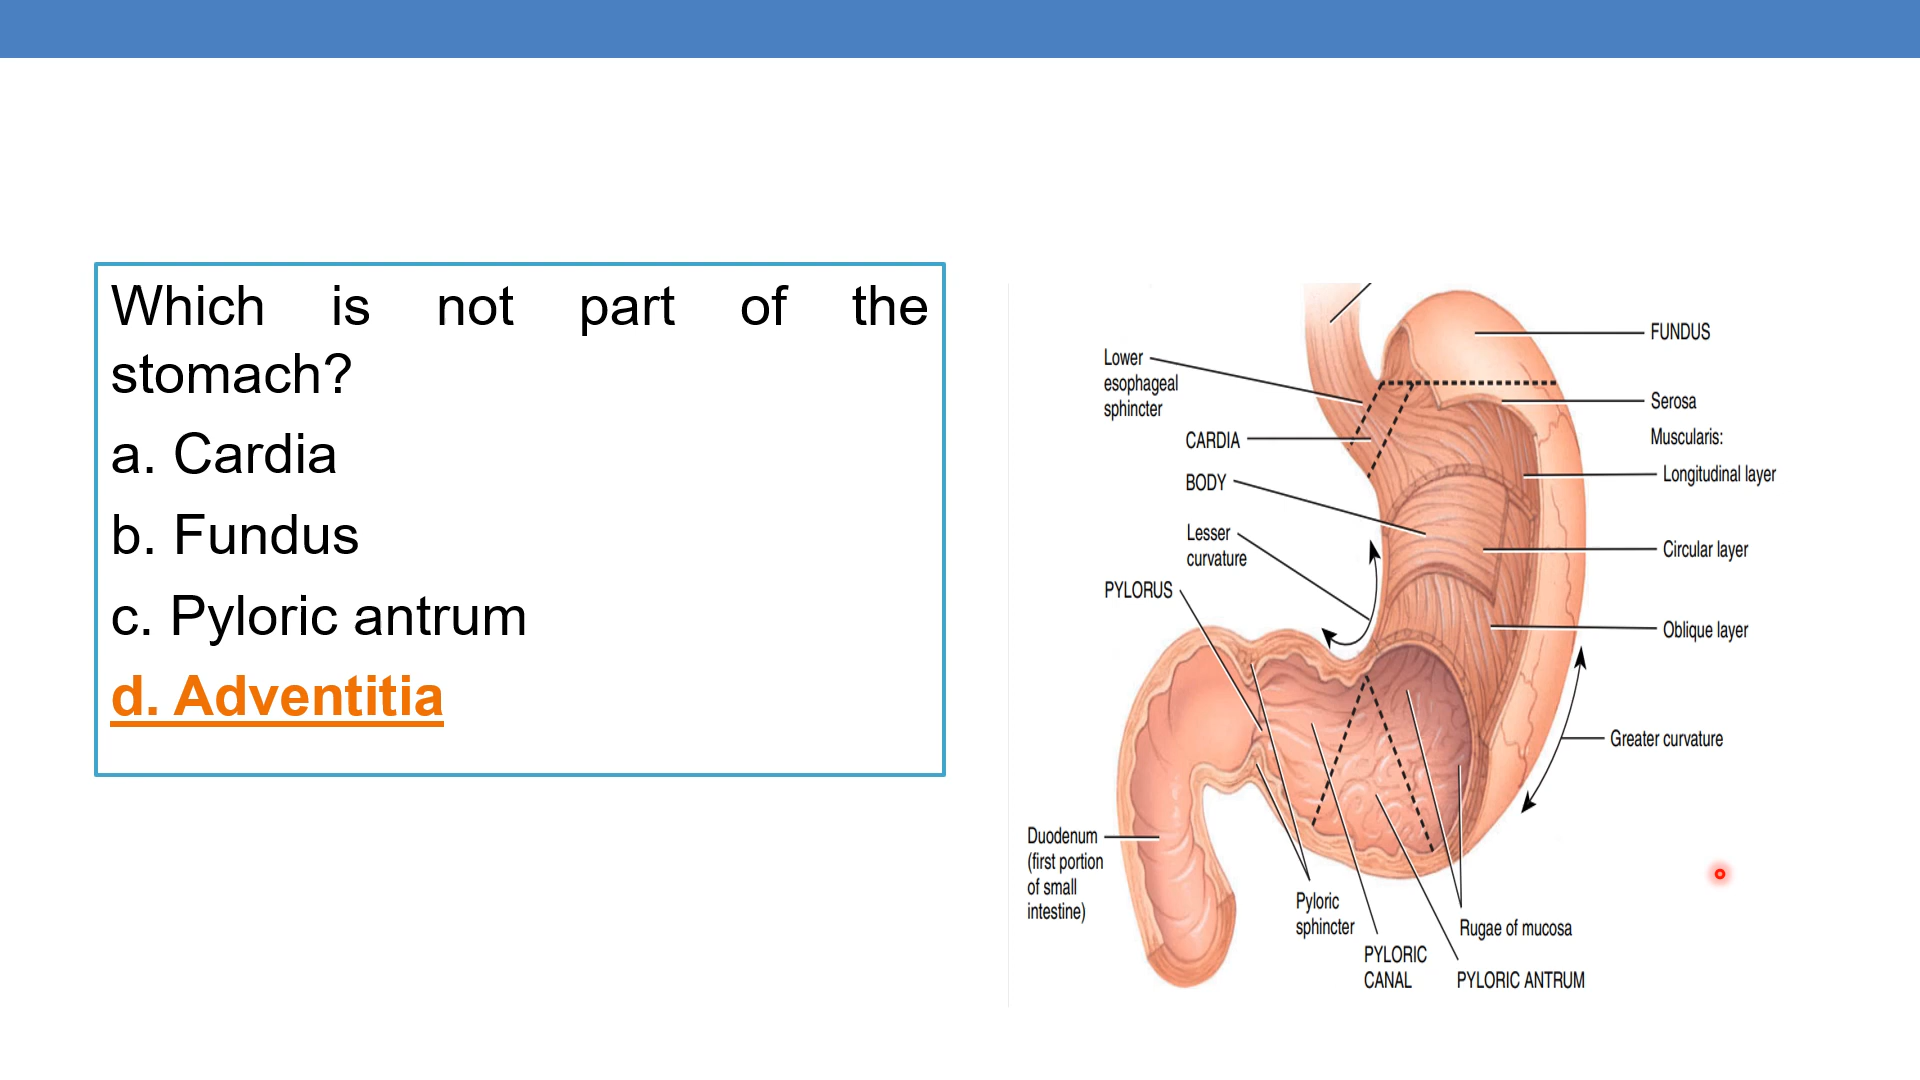 Which is not part of the
stomach?
a. Cardia
b. Fundus
c. Pyloric antrum
d. Adventitia
Lower
esophageal
sphincter
CARDIA
BODY
Lesser
curvature
PYLORUS
Duodenum
(first portion
of small
intestine)
FUNDUS
Serosa
Muscularis:
Longitudinal layer
Circular layer
Oblique layer
Greater curvature
Pyloric
sphincter
PYLORIC
CANAL
Rugae of mucosa
PYLORIC ANTRUM